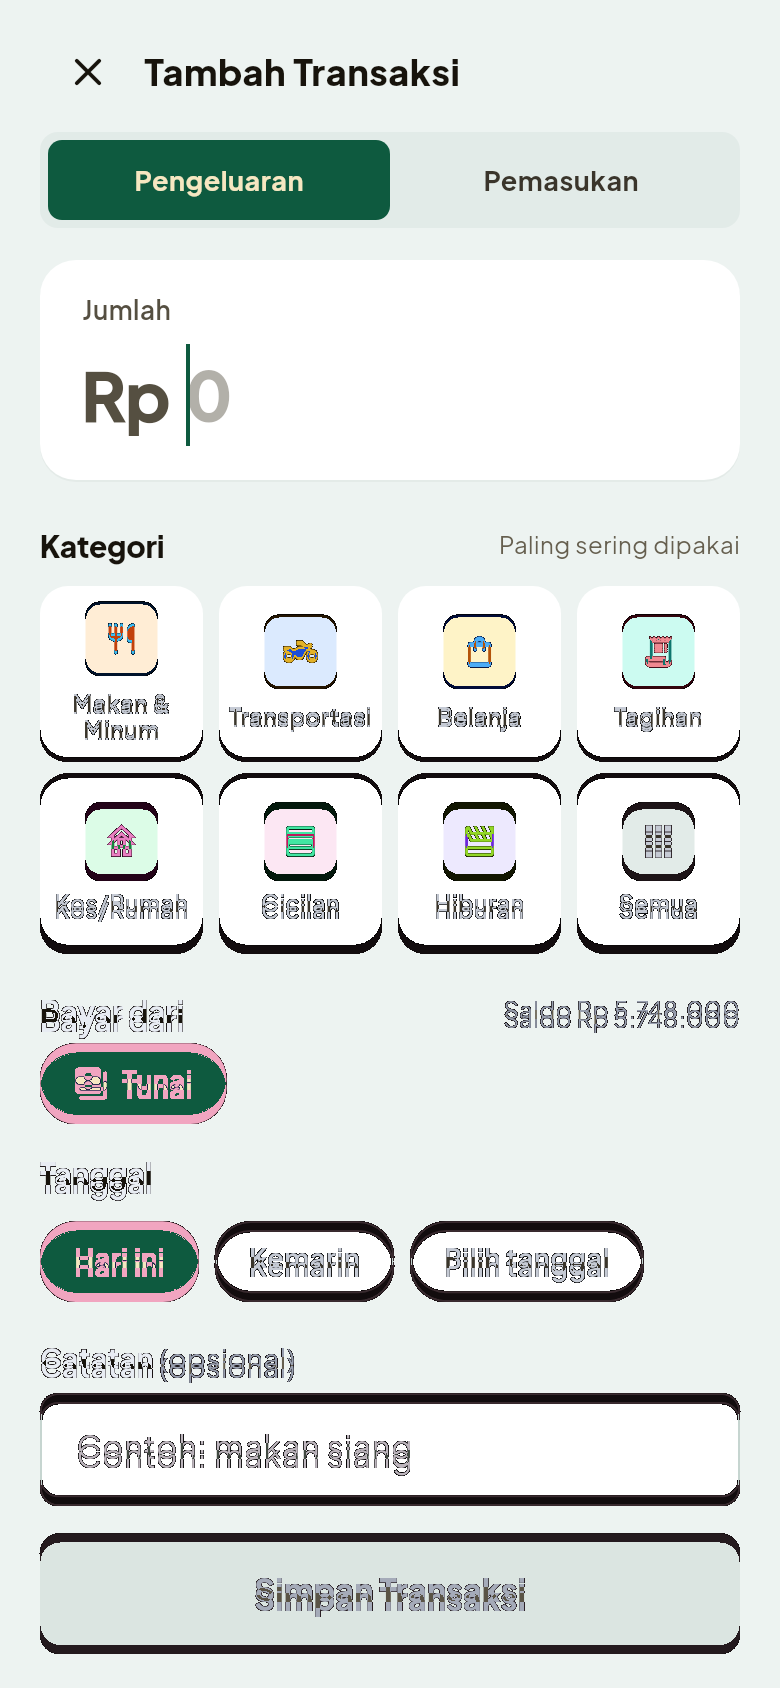 Tambah Transaksi
Pengeluaran
Pemasukan
Jumlah
Rp 0
Kategori
Paling sering dipakai
Makan &
Minum
Transportasi
Belanja
Tagihan
Kos/Rumah
Cicilan
Hiburan
Semua
Bayar dari
Saldo Rp 5.748.000
Tunai
Tanggal
Hari ini
Kemarin
Pilih tanggal
Catatan (opsional)
Contoh: makan siang
Simpan Transaksi